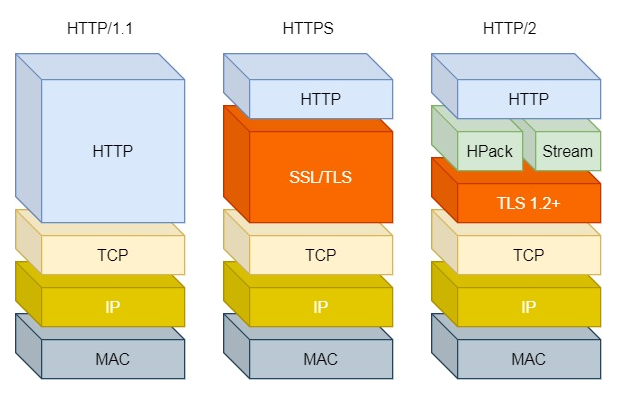 HTTP/1.1
HTTPS
HTTP/2
HTTP
TCP
IP
MAC
HTTP
SSL/TLS
TCP
IP
MAC
HTTP
HPack
Stream
TLS 1.2+
TCP
IP
MAC